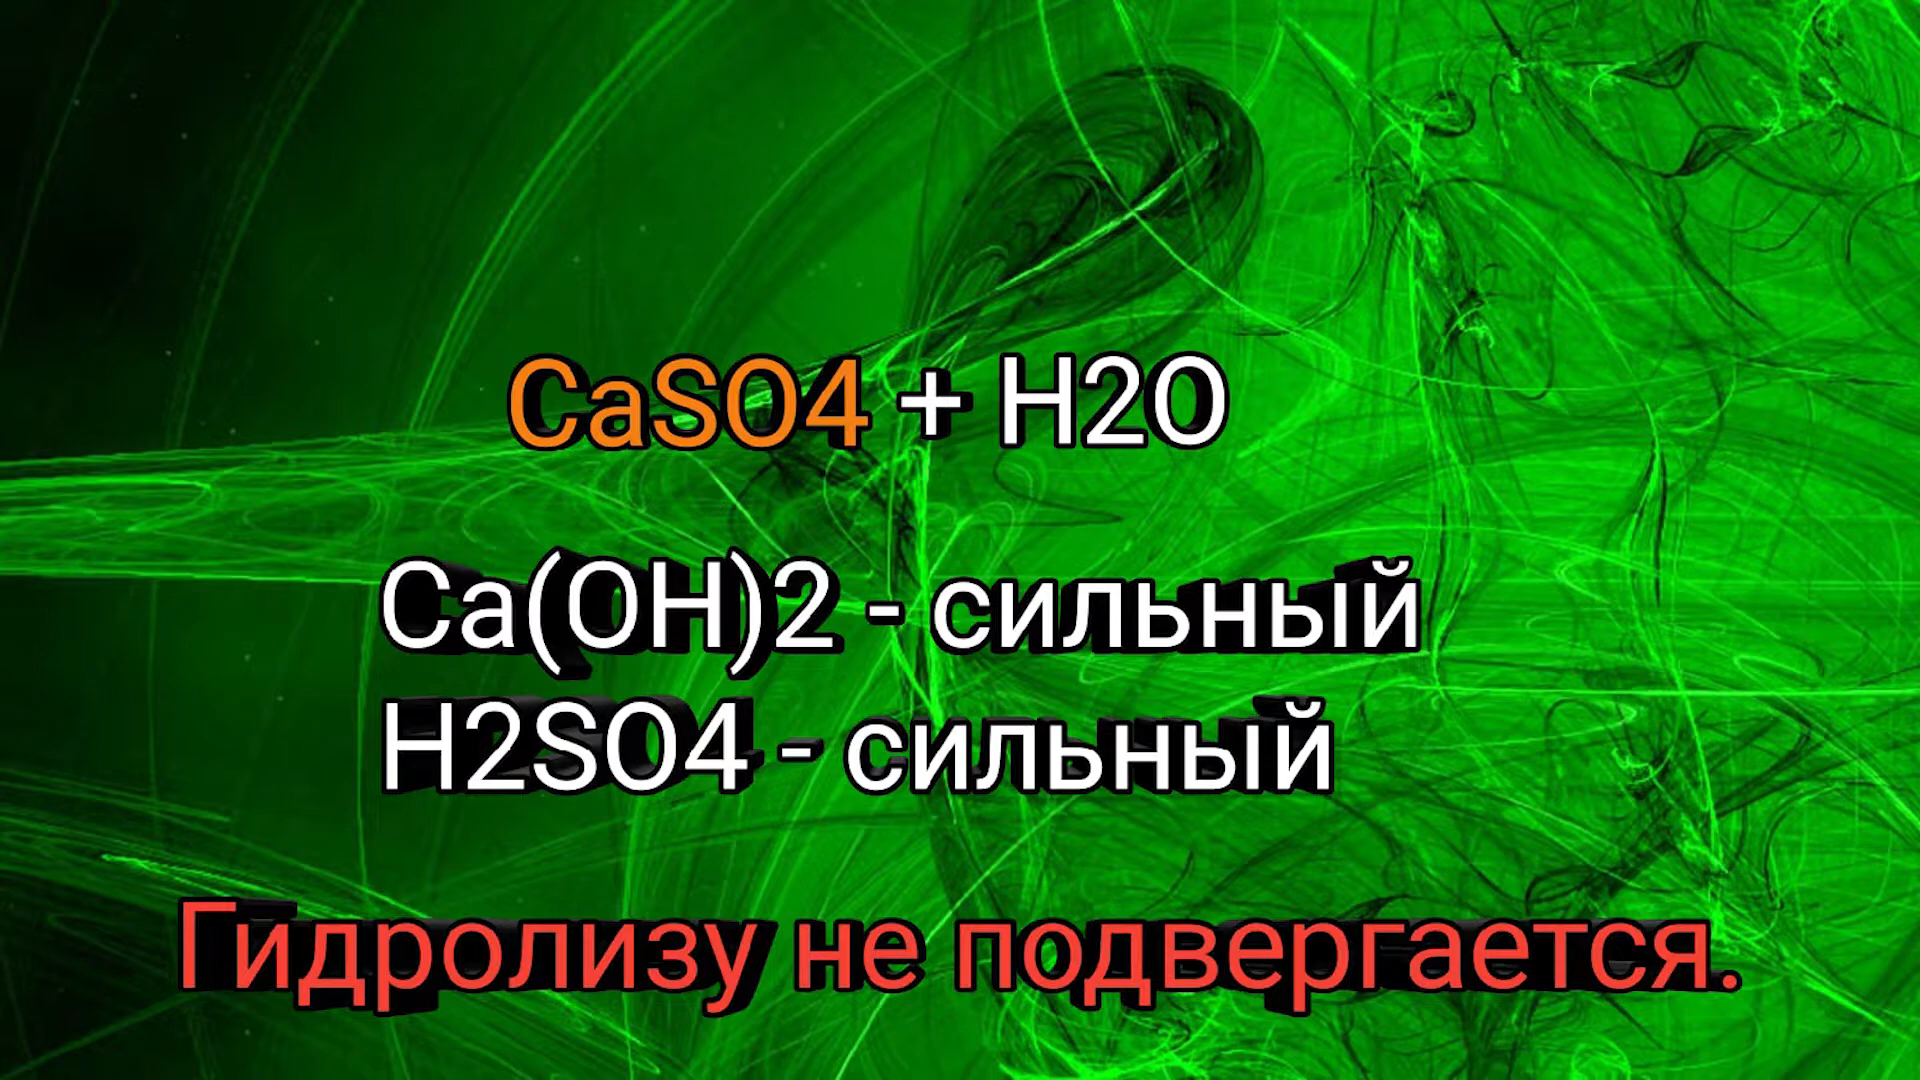 CaSO4 + H2O
Ca(OH)2 - сильный
H2SO4 - сильный
Гидролизу не подвергается.